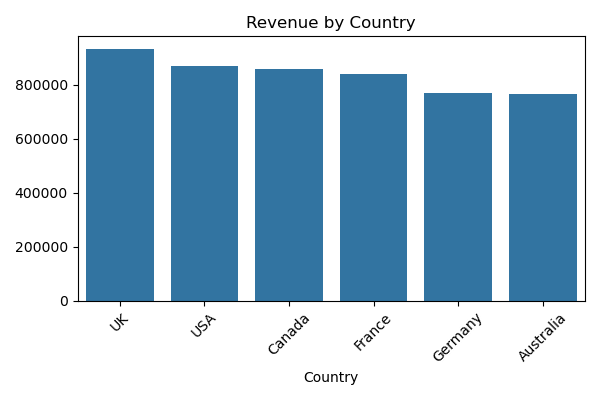 Revenue by Country
800000
600000
400000
200000
0
UK
USA
Canada
France
Germany
Australia
Country